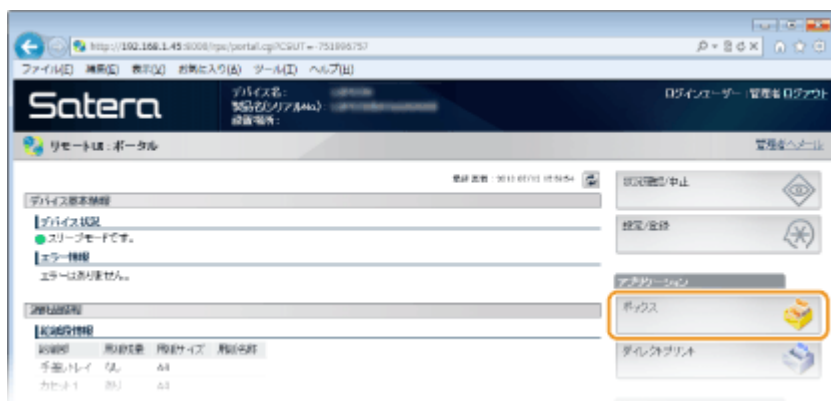 http://192.168.1.45:8000/rps/portal.cgi?CSUT=-751898757
ファイル(E) 編集(E) 表示(V) お気に入り(A) ツール(T) ヘルプ(H)
Satera
デバイス名:
製品名(シリアルNo):
設置場所:
ログインユーザー: 管理者 ログアウト
リモートUI : ポータル
管理者へメール
最終更新 :
状況確認/中止
デバイス基本情報
デバイス状況
スリープモードです。
設定/登録
エラー情報
エラーはありません。
アプリケーション
ボックス
消耗品情報
給紙段情報
給紙部 用紙残量 用紙サイズ 用紙名称
手差しトレイ なし A4
カセット1 あり A4
ダイレクトプリント